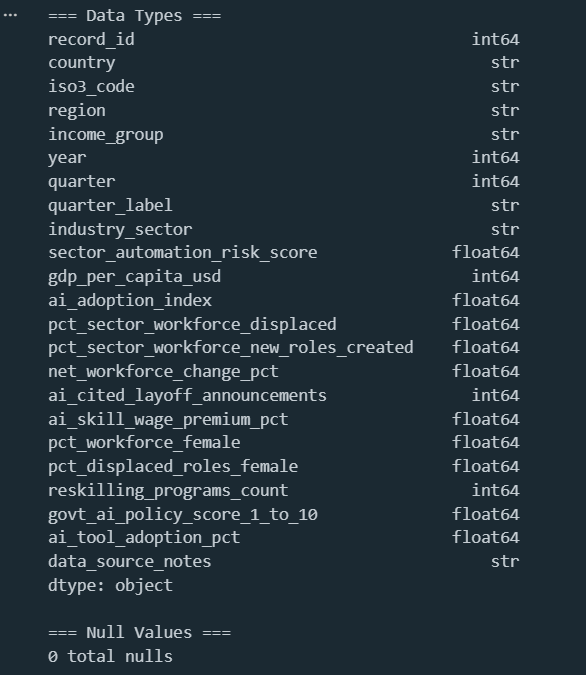 ... === Data Types ===
record_id int64
country str
iso3_code str
region str
income_group str
year int64
quarter int64
quarter_label str
industry_sector str
sector_automation_risk_score float64
gdp_per_capita_usd int64
ai_adoption_index float64
pct_sector_workforce_displaced float64
pct_sector_workforce_new_roles_created float64
net_workforce_change_pct float64
ai_cited_layoff_announcements int64
ai_skill_wage_premium_pct float64
pct_workforce_female float64
pct_displaced_roles_female float64
reskilling_programs_count int64
govt_ai_policy_score_1_to_10 float64
ai_tool_adoption_pct float64
data_source_notes str
dtype: object

=== Null Values ===
0 total nulls